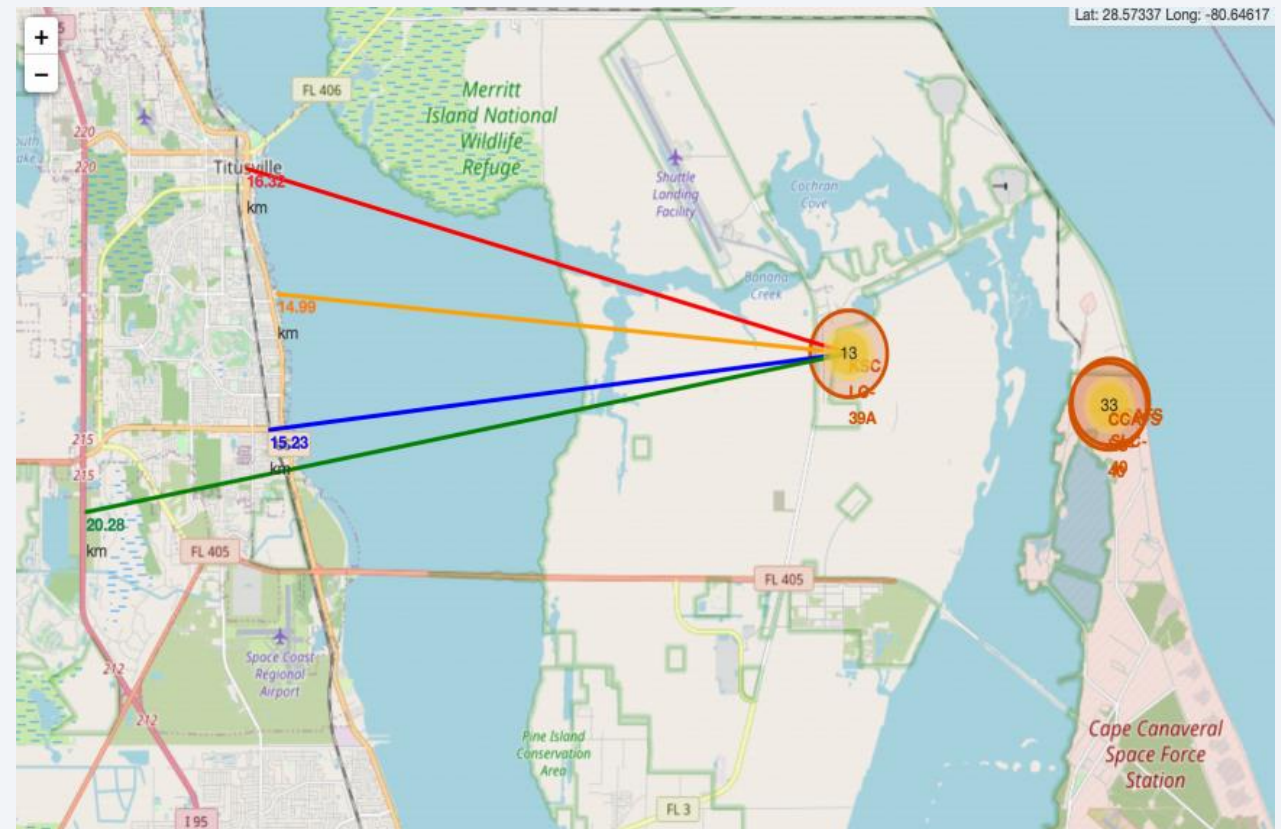 Lat: 28.57337 Long: -80.64617
+
−
FL 406
Merritt
Island National
Wildlife
Refuge
220
220
Titusville
16.32
km
Shuttle
Landing
Facility
Cochran
Cove
Banana
Creek
14.99
km
13
KSC
LC-
39A
33
215
215
15.23
km
20.28
km
FL 405
FL 405
Space Coast
Regional
Airport
212
212
Pine Island
Conservation
Area
Cape Canaveral
Space Force
Station
FL 3
I 95